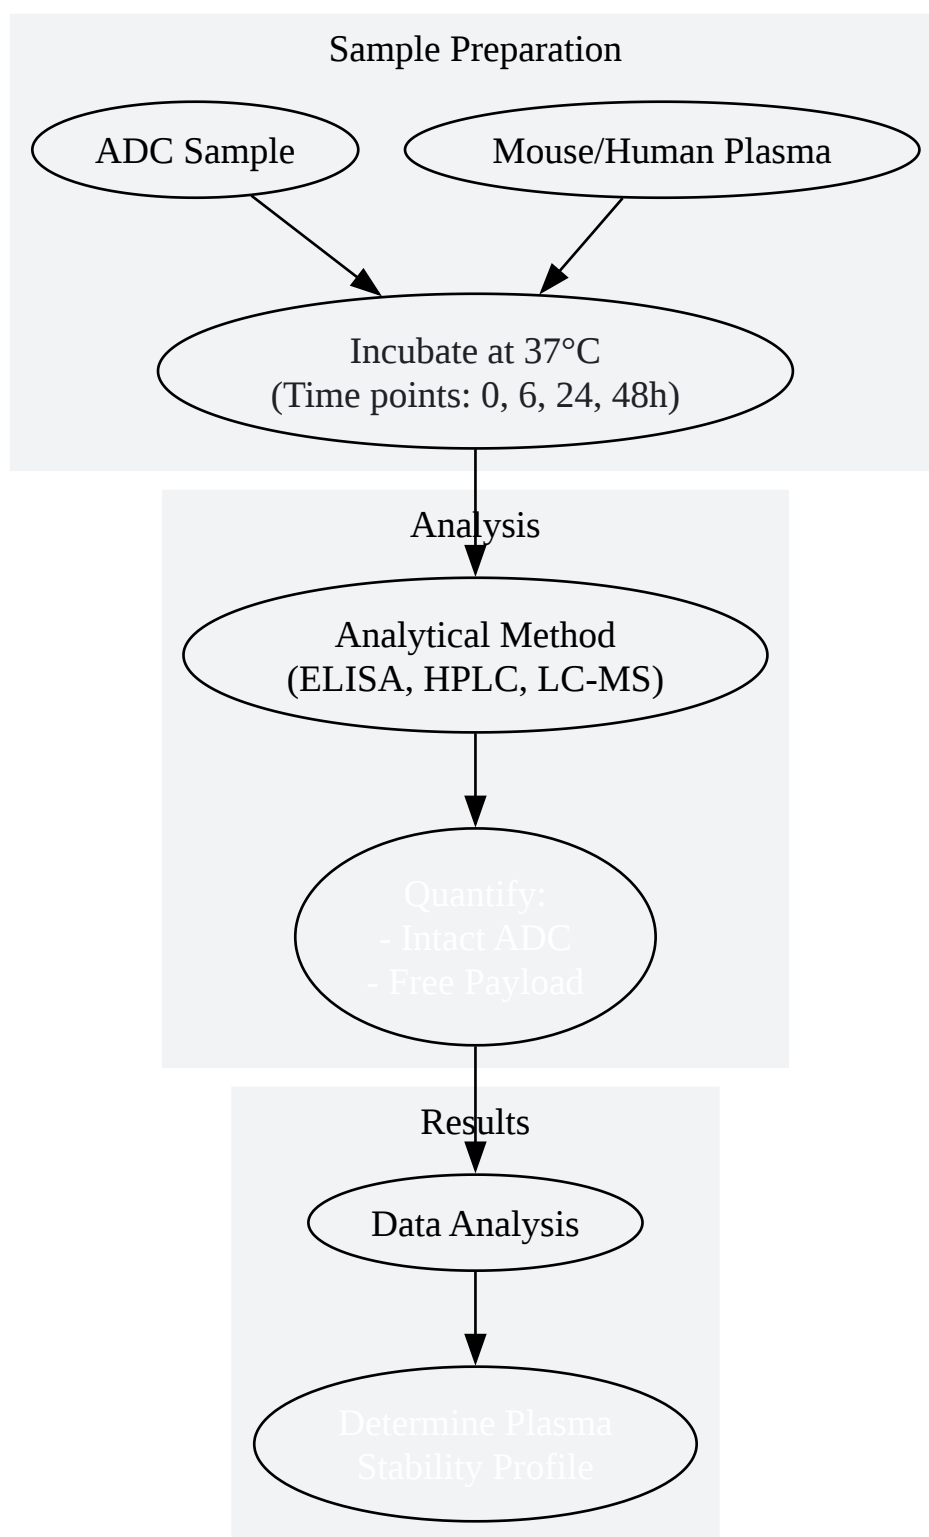 Sample Preparation
ADC Sample
Mouse/Human Plasma
Incubate at 37°C
(Time points: 0, 6, 24, 48h)
Analysis
Analytical Method
(ELISA, HPLC, LC-MS)
Quantify:
- Intact ADC
- Free Payload
Results
Data Analysis
Determine Plasma
Stability Profile